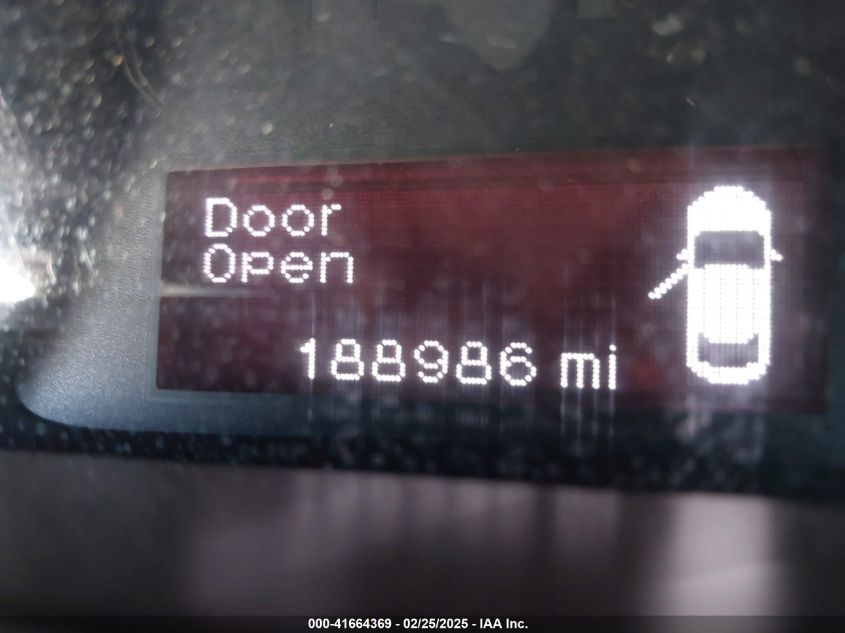 Door
Open
188986 mi
000-41664369 - 02/25/2025 - IAA Inc.